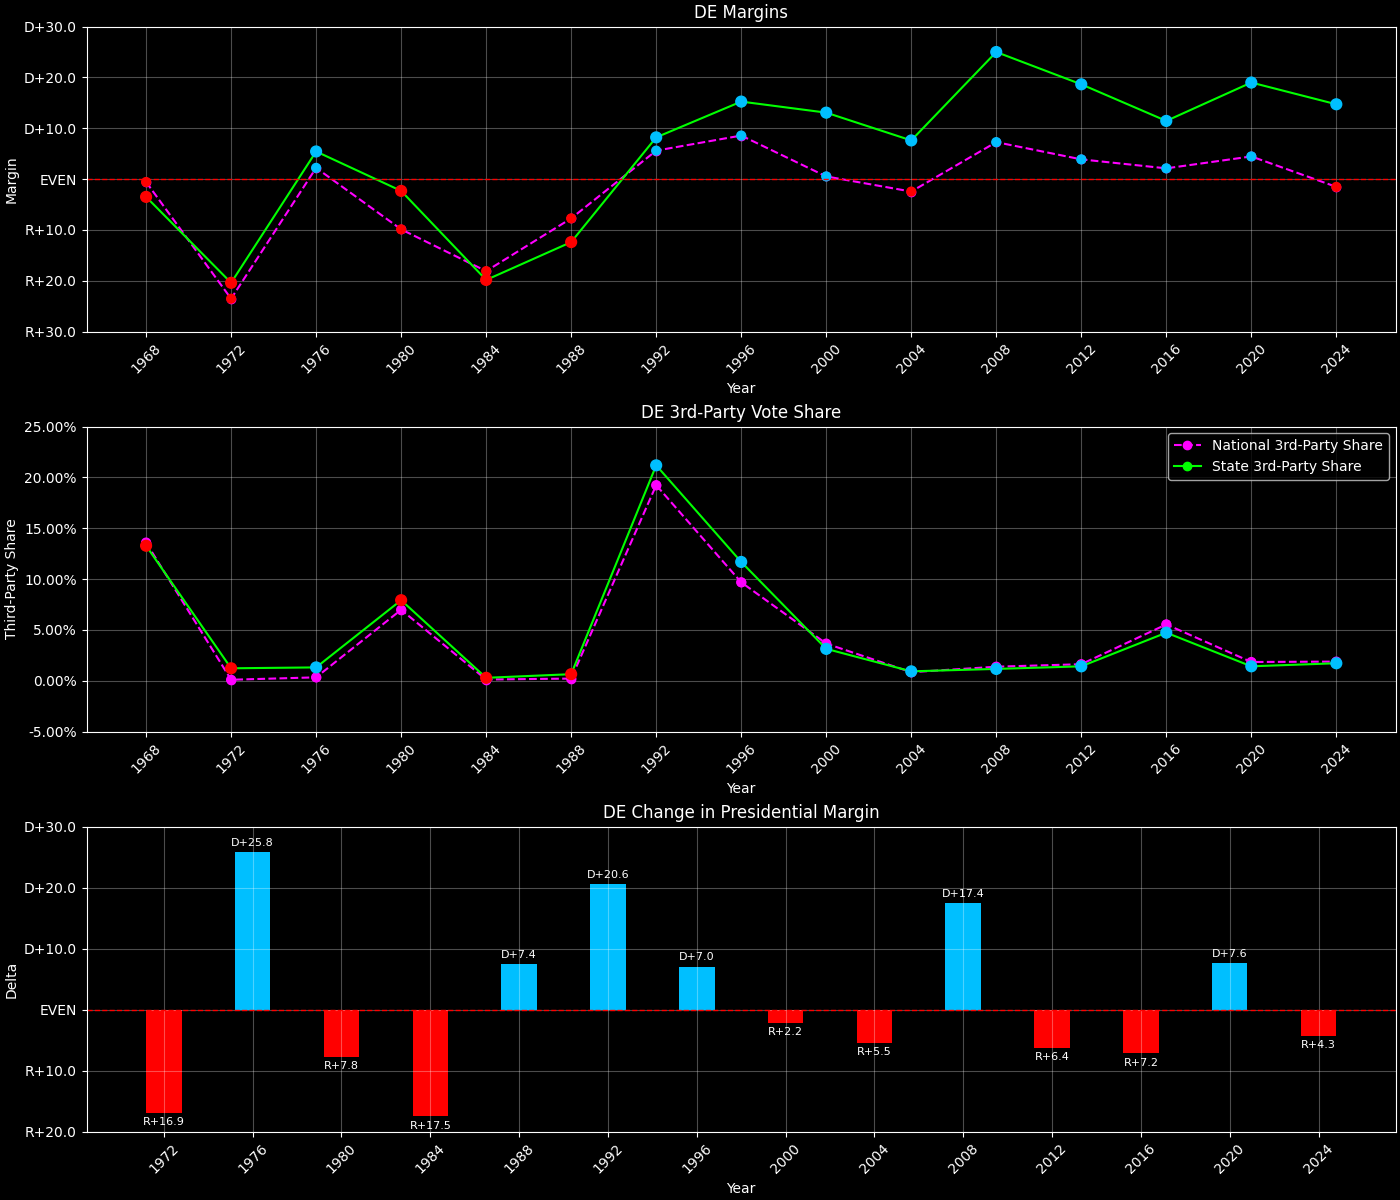 DE Margins
D+30.0
D+20.0
D+10.0
EVEN
R+10.0
R+20.0
R+30.0
Margin
1968 1972 1976 1980 1984 1988 1992 1996 2000 2004 2008 2012 2016 2020 2024
Year
DE 3rd-Party Vote Share
25.00%
20.00%
15.00%
10.00%
5.00%
0.00%
-5.00%
Third-Party Share
National 3rd-Party Share
State 3rd-Party Share
1968 1972 1976 1980 1984 1988 1992 1996 2000 2004 2008 2012 2016 2020 2024
Year
DE Change in Presidential Margin
D+30.0
D+20.0
D+10.0
EVEN
R+10.0
R+20.0
Delta
R+16.9
D+25.8
R+7.8
R+17.5
D+7.4
D+20.6
D+7.0
R+2.2
R+5.5
D+17.4
R+6.4
R+7.2
D+7.6
R+4.3
1972 1976 1980 1984 1988 1992 1996 2000 2004 2008 2012 2016 2020 2024
Year